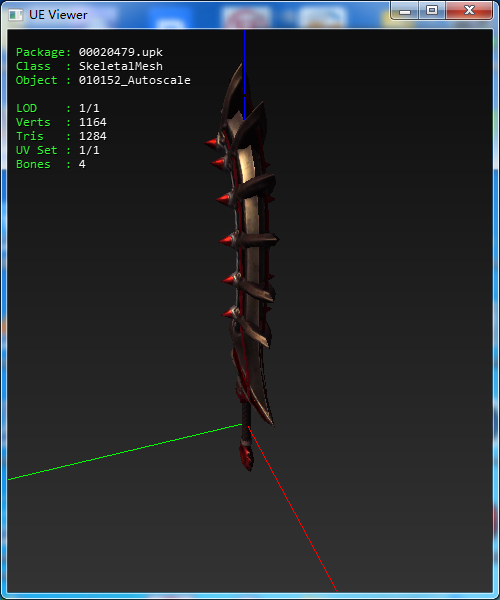 UE Viewer
Package: 00020479.upk
Class : SkeletalMesh
Object : 010152_Autoscale
LOD : 1/1
Verts : 1164
Tris : 1284
UV Set : 1/1
Bones : 4